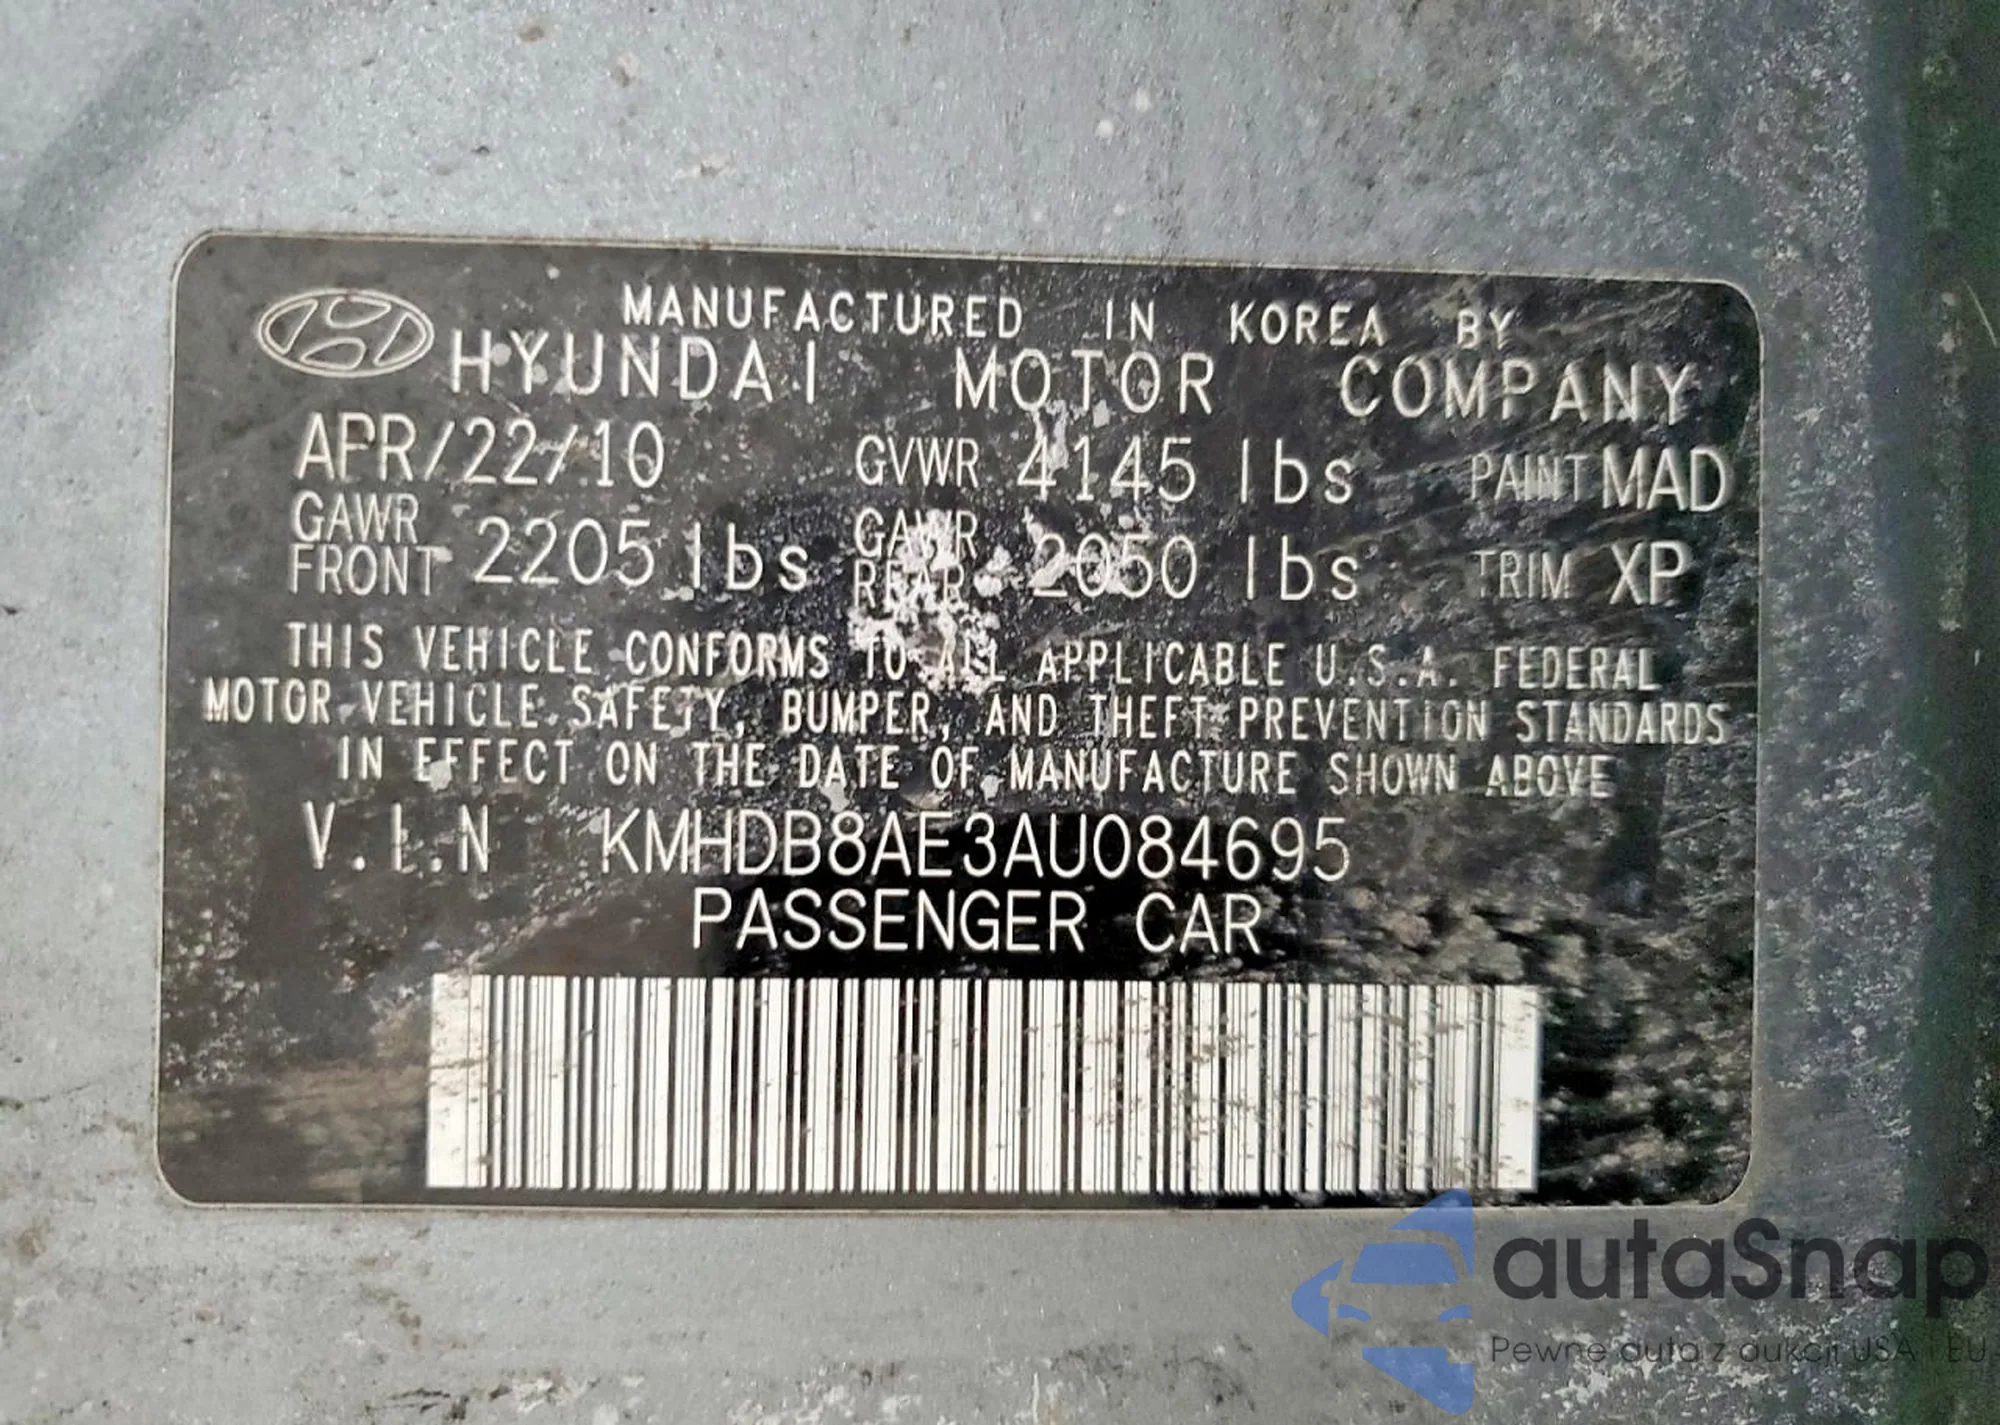 MANUFACTURED IN KOREA BY
HYUNDAI MOTOR COMPANY
APR/22/10 GVWR 4145 lbs PAINT MAD
GAWR FRONT 2205 lbs GAWR REAR 2050 lbs TRIM XP
THIS VEHICLE CONFORMS TO ALL APPLICABLE U.S.A. FEDERAL
MOTOR VEHICLE SAFETY, BUMPER, AND THEFT PREVENTION STANDARDS
IN EFFECT ON THE DATE OF MANUFACTURE SHOWN ABOVE
V.I.N KMHDB8AE3AU084695
PASSENGER CAR
autaSnap
Pewne auta z aukcji USA i EU